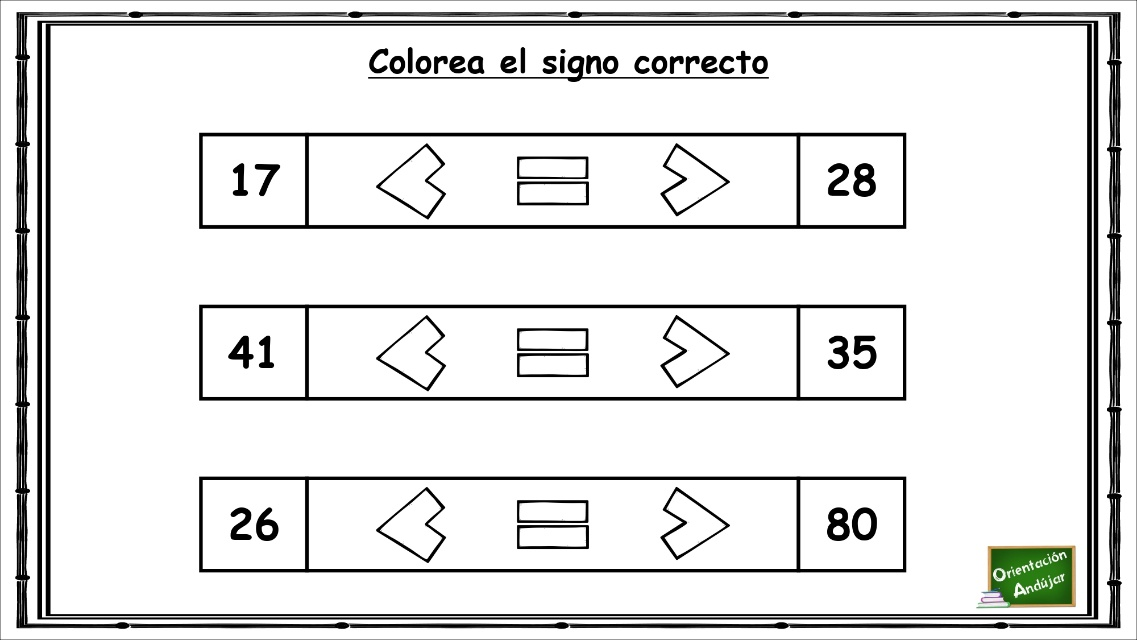 Colorea el signo correcto
17 < = > 28
41 < = > 35
26 < = > 80
Orientación
Andújar